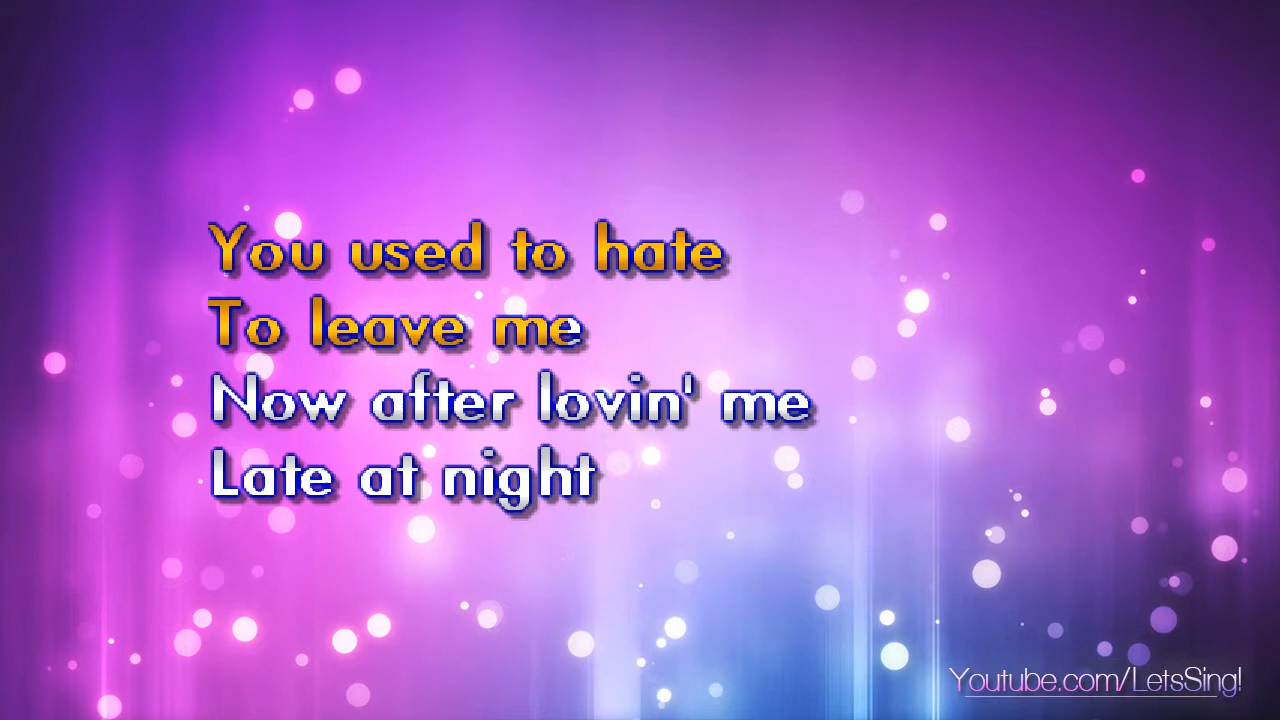 You used to hate
To leave me
Now after lovin' me
Late at night
Youtube.com/LetsSing!